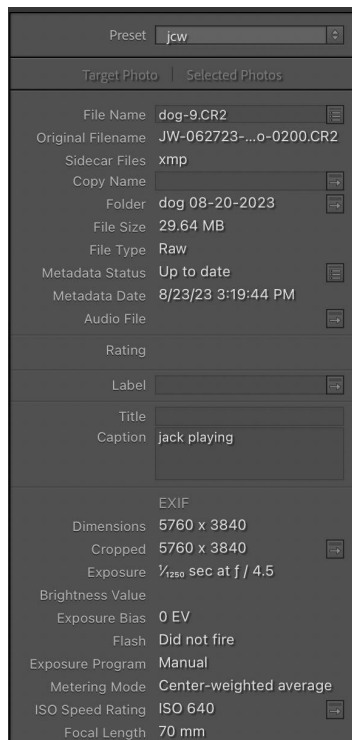 Preset jcw
Target Photo | Selected Photos
File Name dog-9.CR2
Original Filename JW-062723-...o-0200.CR2
Sidecar Files xmp
Copy Name
Folder dog 08-20-2023
File Size 29.64 MB
File Type Raw
Metadata Status Up to date
Metadata Date 8/23/23 3:19:44 PM
Audio File
Rating
Label
Title
Caption jack playing
EXIF
Dimensions 5760 x 3840
Cropped 5760 x 3840
Exposure 1/1250 sec at ƒ / 4.5
Brightness Value
Exposure Bias 0 EV
Flash Did not fire
Exposure Program Manual
Metering Mode Center-weighted average
ISO Speed Rating ISO 640
Focal Length 70 mm